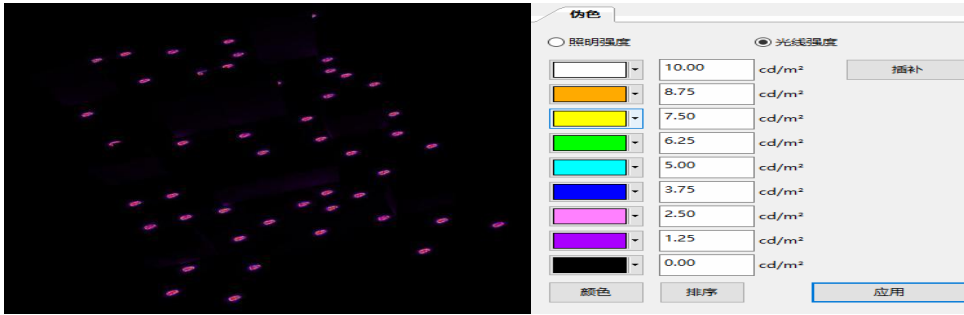 伪色
照明强度 光线强度
10.00 cd/m² 插补
8.75 cd/m²
7.50 cd/m²
6.25 cd/m²
5.00 cd/m²
3.75 cd/m²
2.50 cd/m²
1.25 cd/m²
0.00 cd/m²
颜色 排序 应用